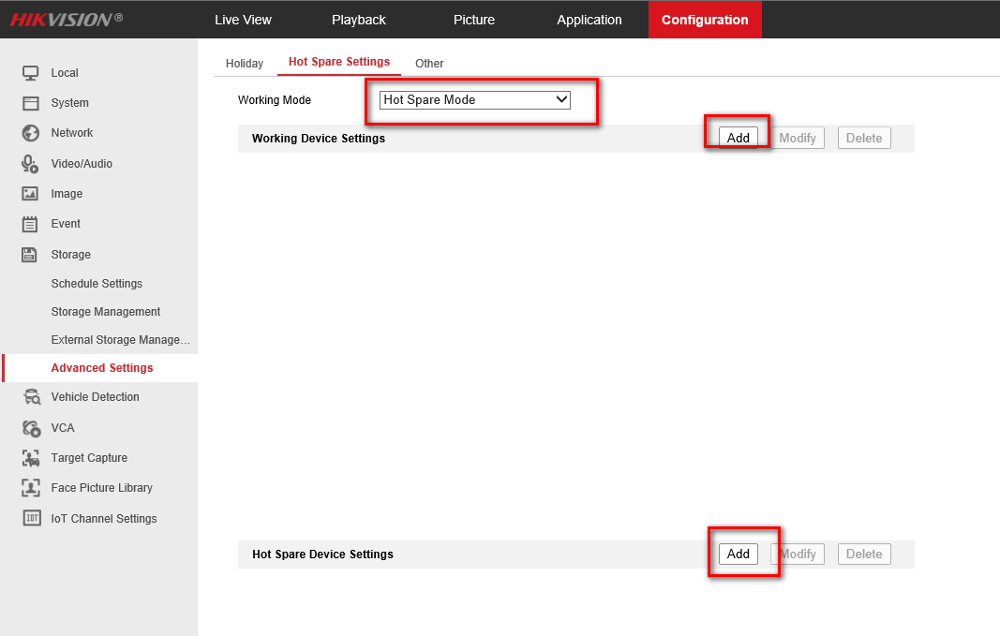 HIKVISION®
Live View
Playback
Picture
Application
Configuration
Local
System
Network
Video/Audio
Image
Event
Storage
Schedule Settings
Storage Management
External Storage Manage...
Advanced Settings
Vehicle Detection
VCA
Target Capture
Face Picture Library
IOT
IoT Channel Settings
Holiday
Hot Spare Settings
Other
Working Mode
Hot Spare Mode
Working Device Settings
Add
Modify
Delete
Hot Spare Device Settings
Add
Modify
Delete